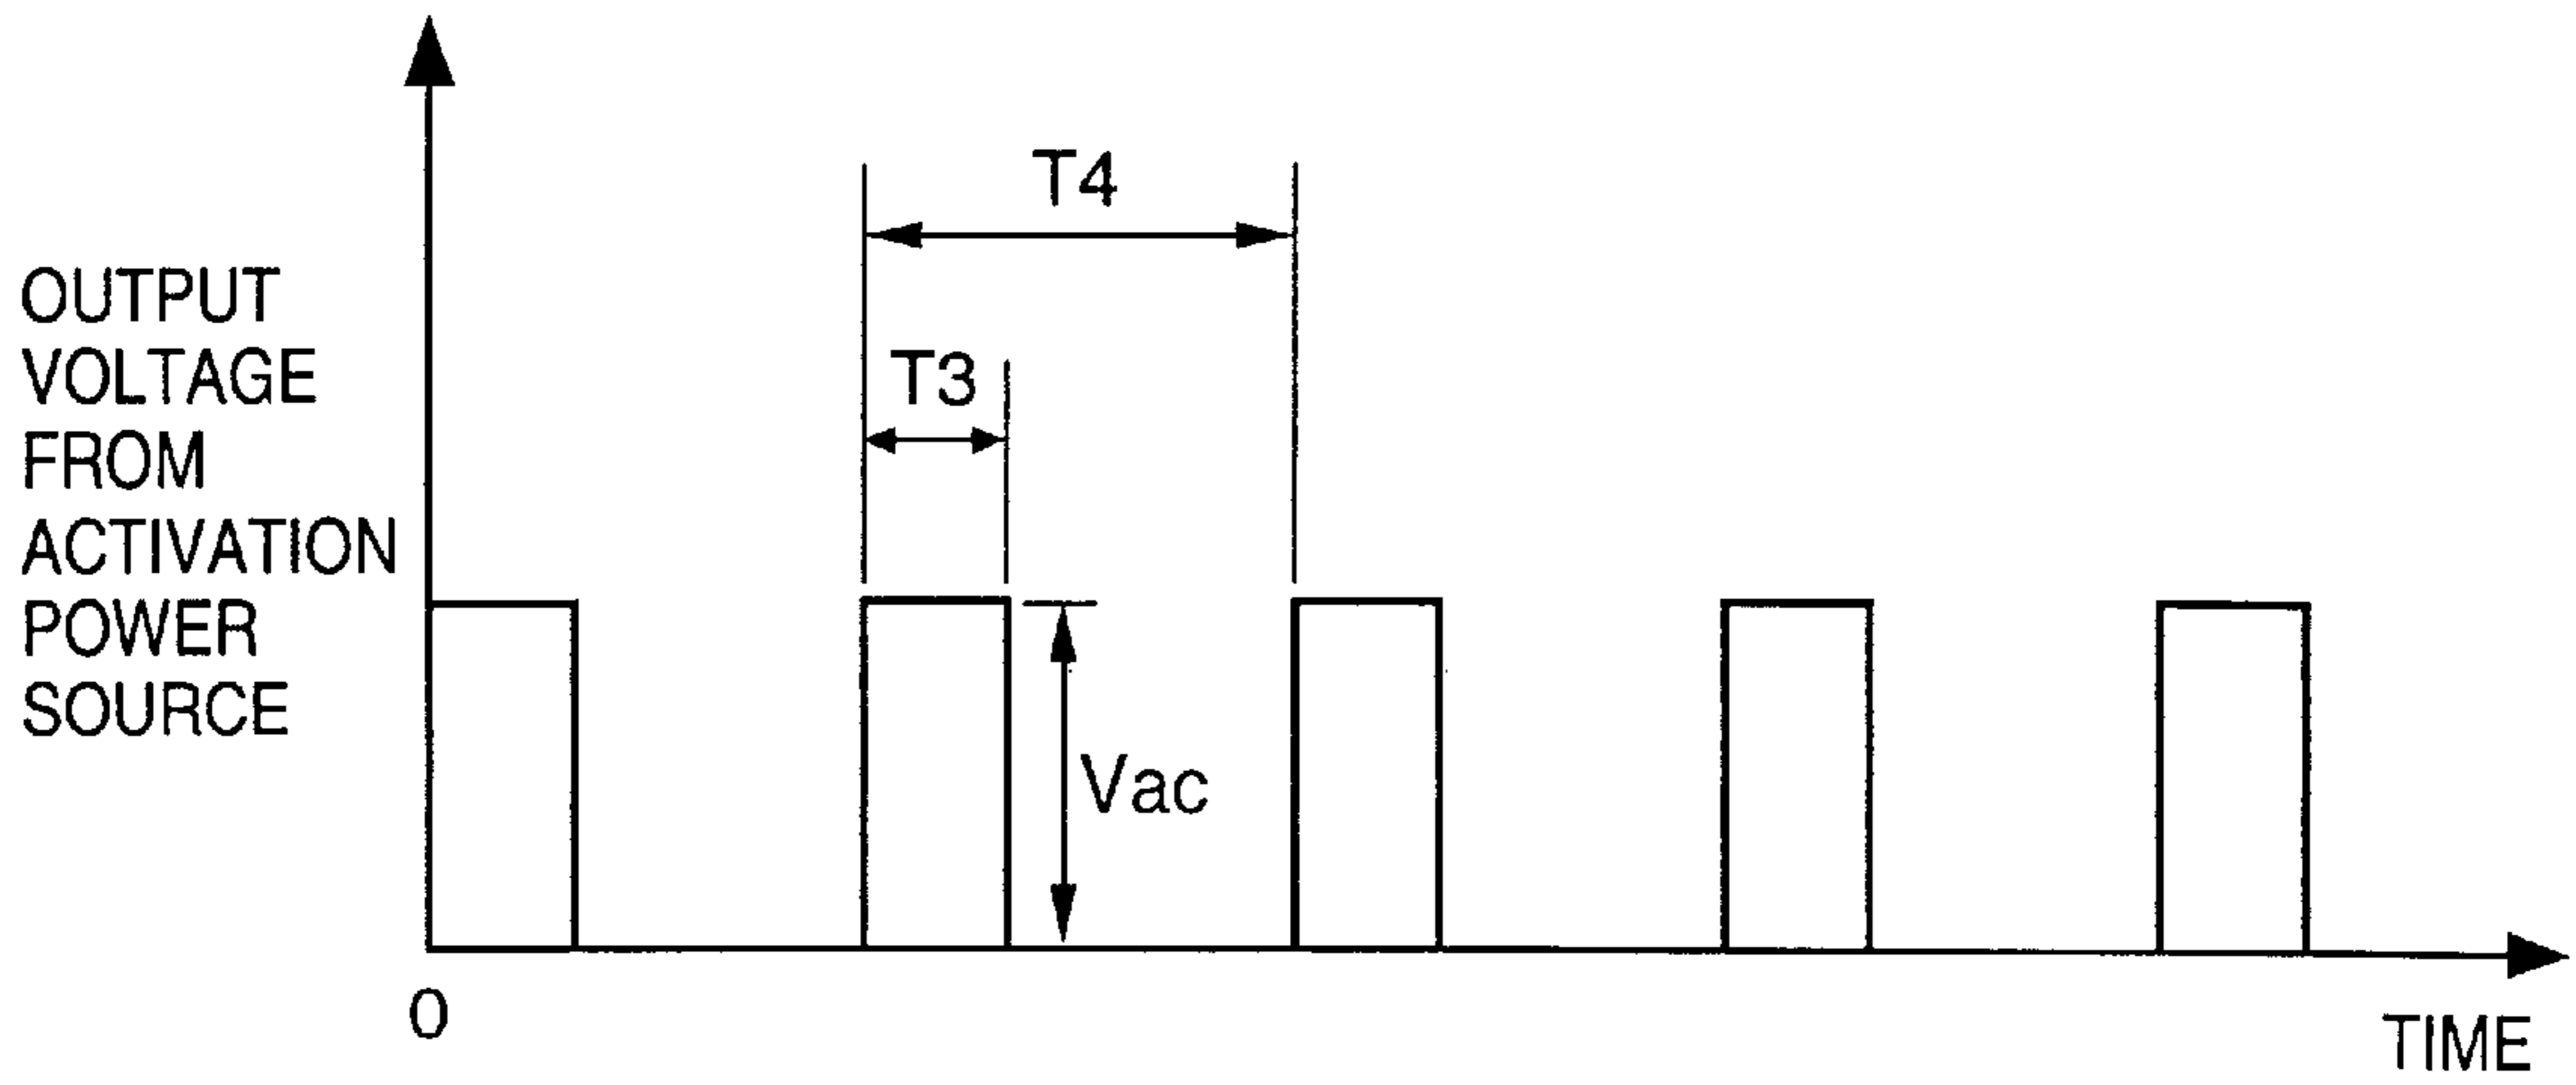 T4
T3
OUTPUT
VOLTAGE
FROM
ACTIVATION
POWER
SOURCE
Vac
0
TIME